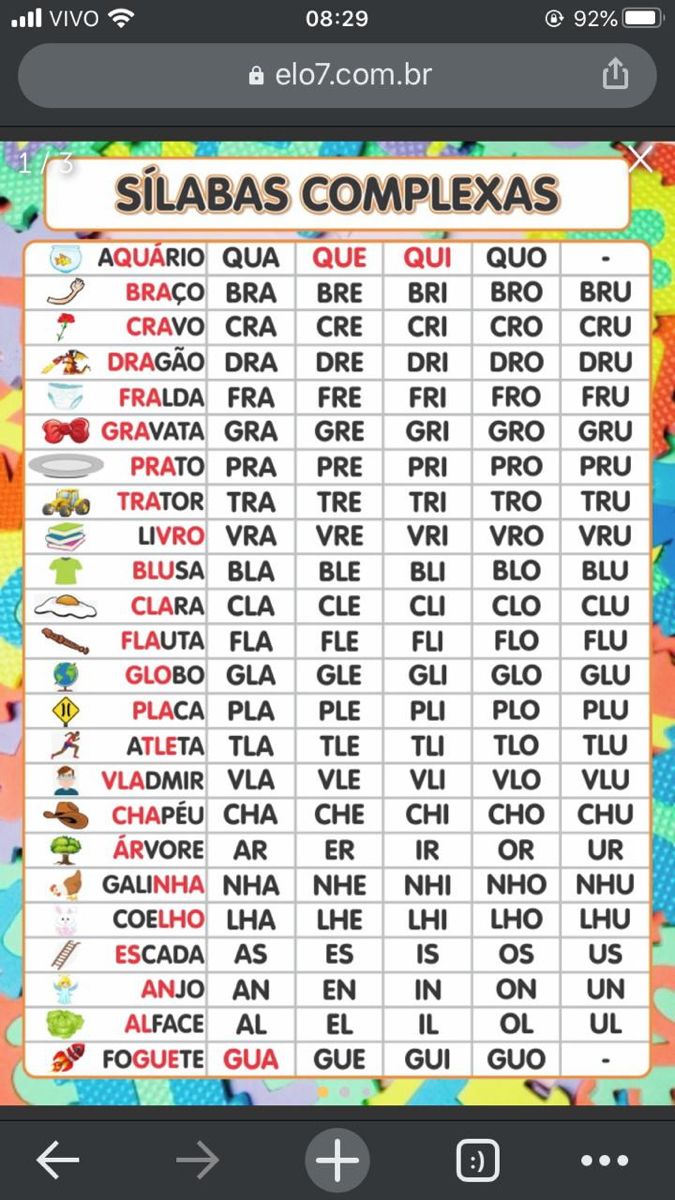 VIVO 08:29 92%
elo7.com.br
1 / 3
SÍLABAS COMPLEXAS
AQUÁRIO QUA QUE QUI QUO -
BRAÇO BRA BRE BRI BRO BRU
CRAVO CRA CRE CRI CRO CRU
DRAGÃO DRA DRE DRI DRO DRU
FRALDA FRA FRE FRI FRO FRU
GRAVATA GRA GRE GRI GRO GRU
PRATO PRA PRE PRI PRO PRU
TRATOR TRA TRE TRI TRO TRU
LIVRO VRA VRE VRI VRO VRU
BLUSA BLA BLE BLI BLO BLU
CLARA CLA CLE CLI CLO CLU
FLAUTA FLA FLE FLI FLO FLU
GLOBO GLA GLE GLI GLO GLU
PLACA PLA PLE PLI PLO PLU
ATLETA TLA TLE TLI TLO TLU
VLADMIR VLA VLE VLI VLO VLU
CHAPÉU CHA CHE CHI CHO CHU
ÁRVORE AR ER IR OR UR
GALINHA NHA NHE NHI NHO NHU
COELHO LHA LHE LHI LHO LHU
ESCADA AS ES IS OS US
ANJO AN EN IN ON UN
ALFACE AL EL IL OL UL
FOGUETE GUA GUE GUI GUO -
:)